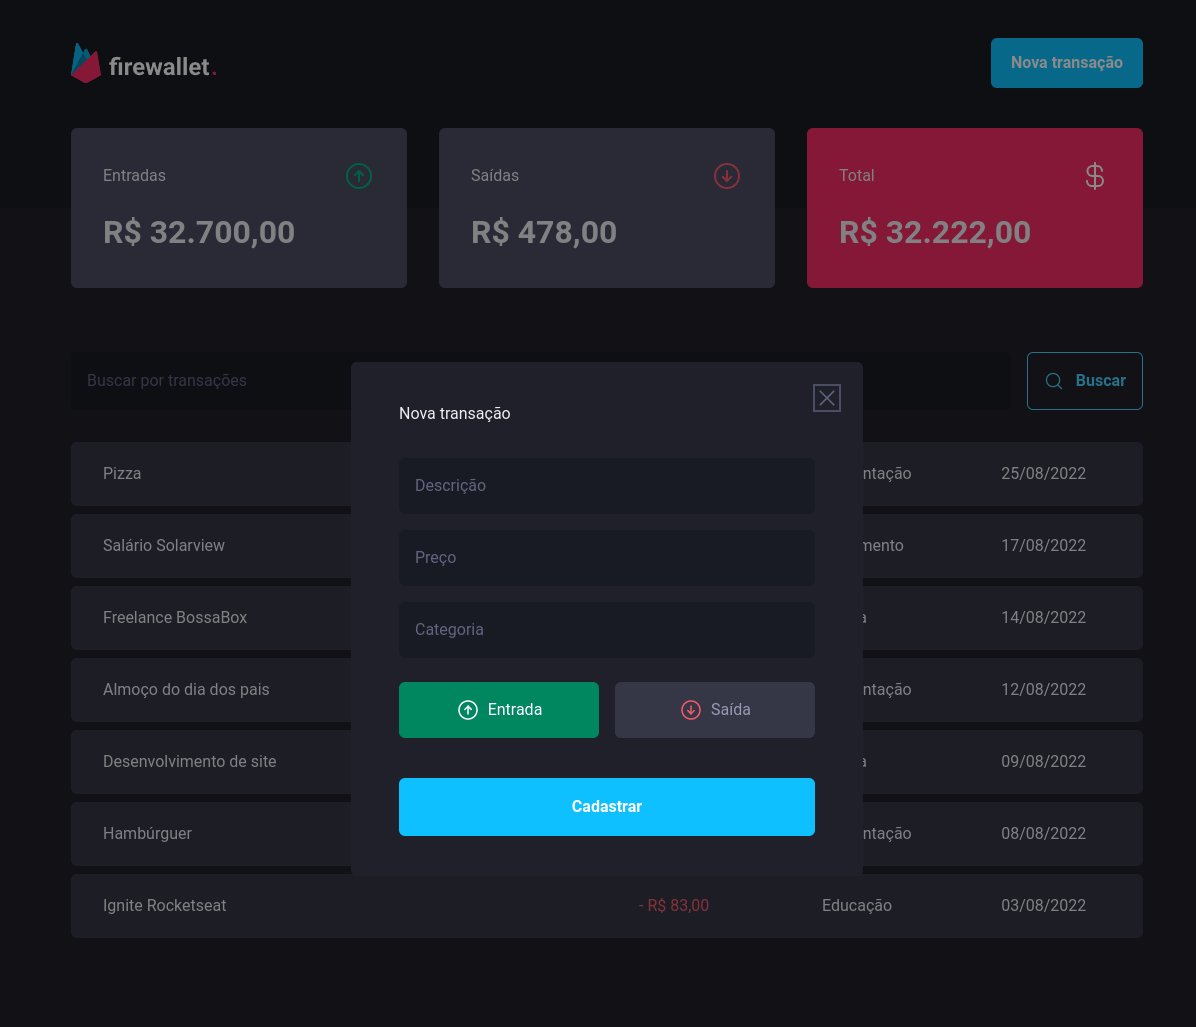 firewallet.
Nova transação
Entradas
R$ 32.700,00
Saídas
R$ 478,00
Total
$
R$ 32.222,00
Buscar por transações
Buscar
Nova transação
Descrição
Preço
Categoria
Entrada
Saída
Cadastrar
Pizza ntação 25/08/2022
Salário Solarview mento 17/08/2022
Freelance BossaBox a 14/08/2022
Almoço do dia dos pais ntação 12/08/2022
Desenvolvimento de site a 09/08/2022
Hambúrguer ntação 08/08/2022
Ignite Rocketseat - R$ 83,00 Educação 03/08/2022